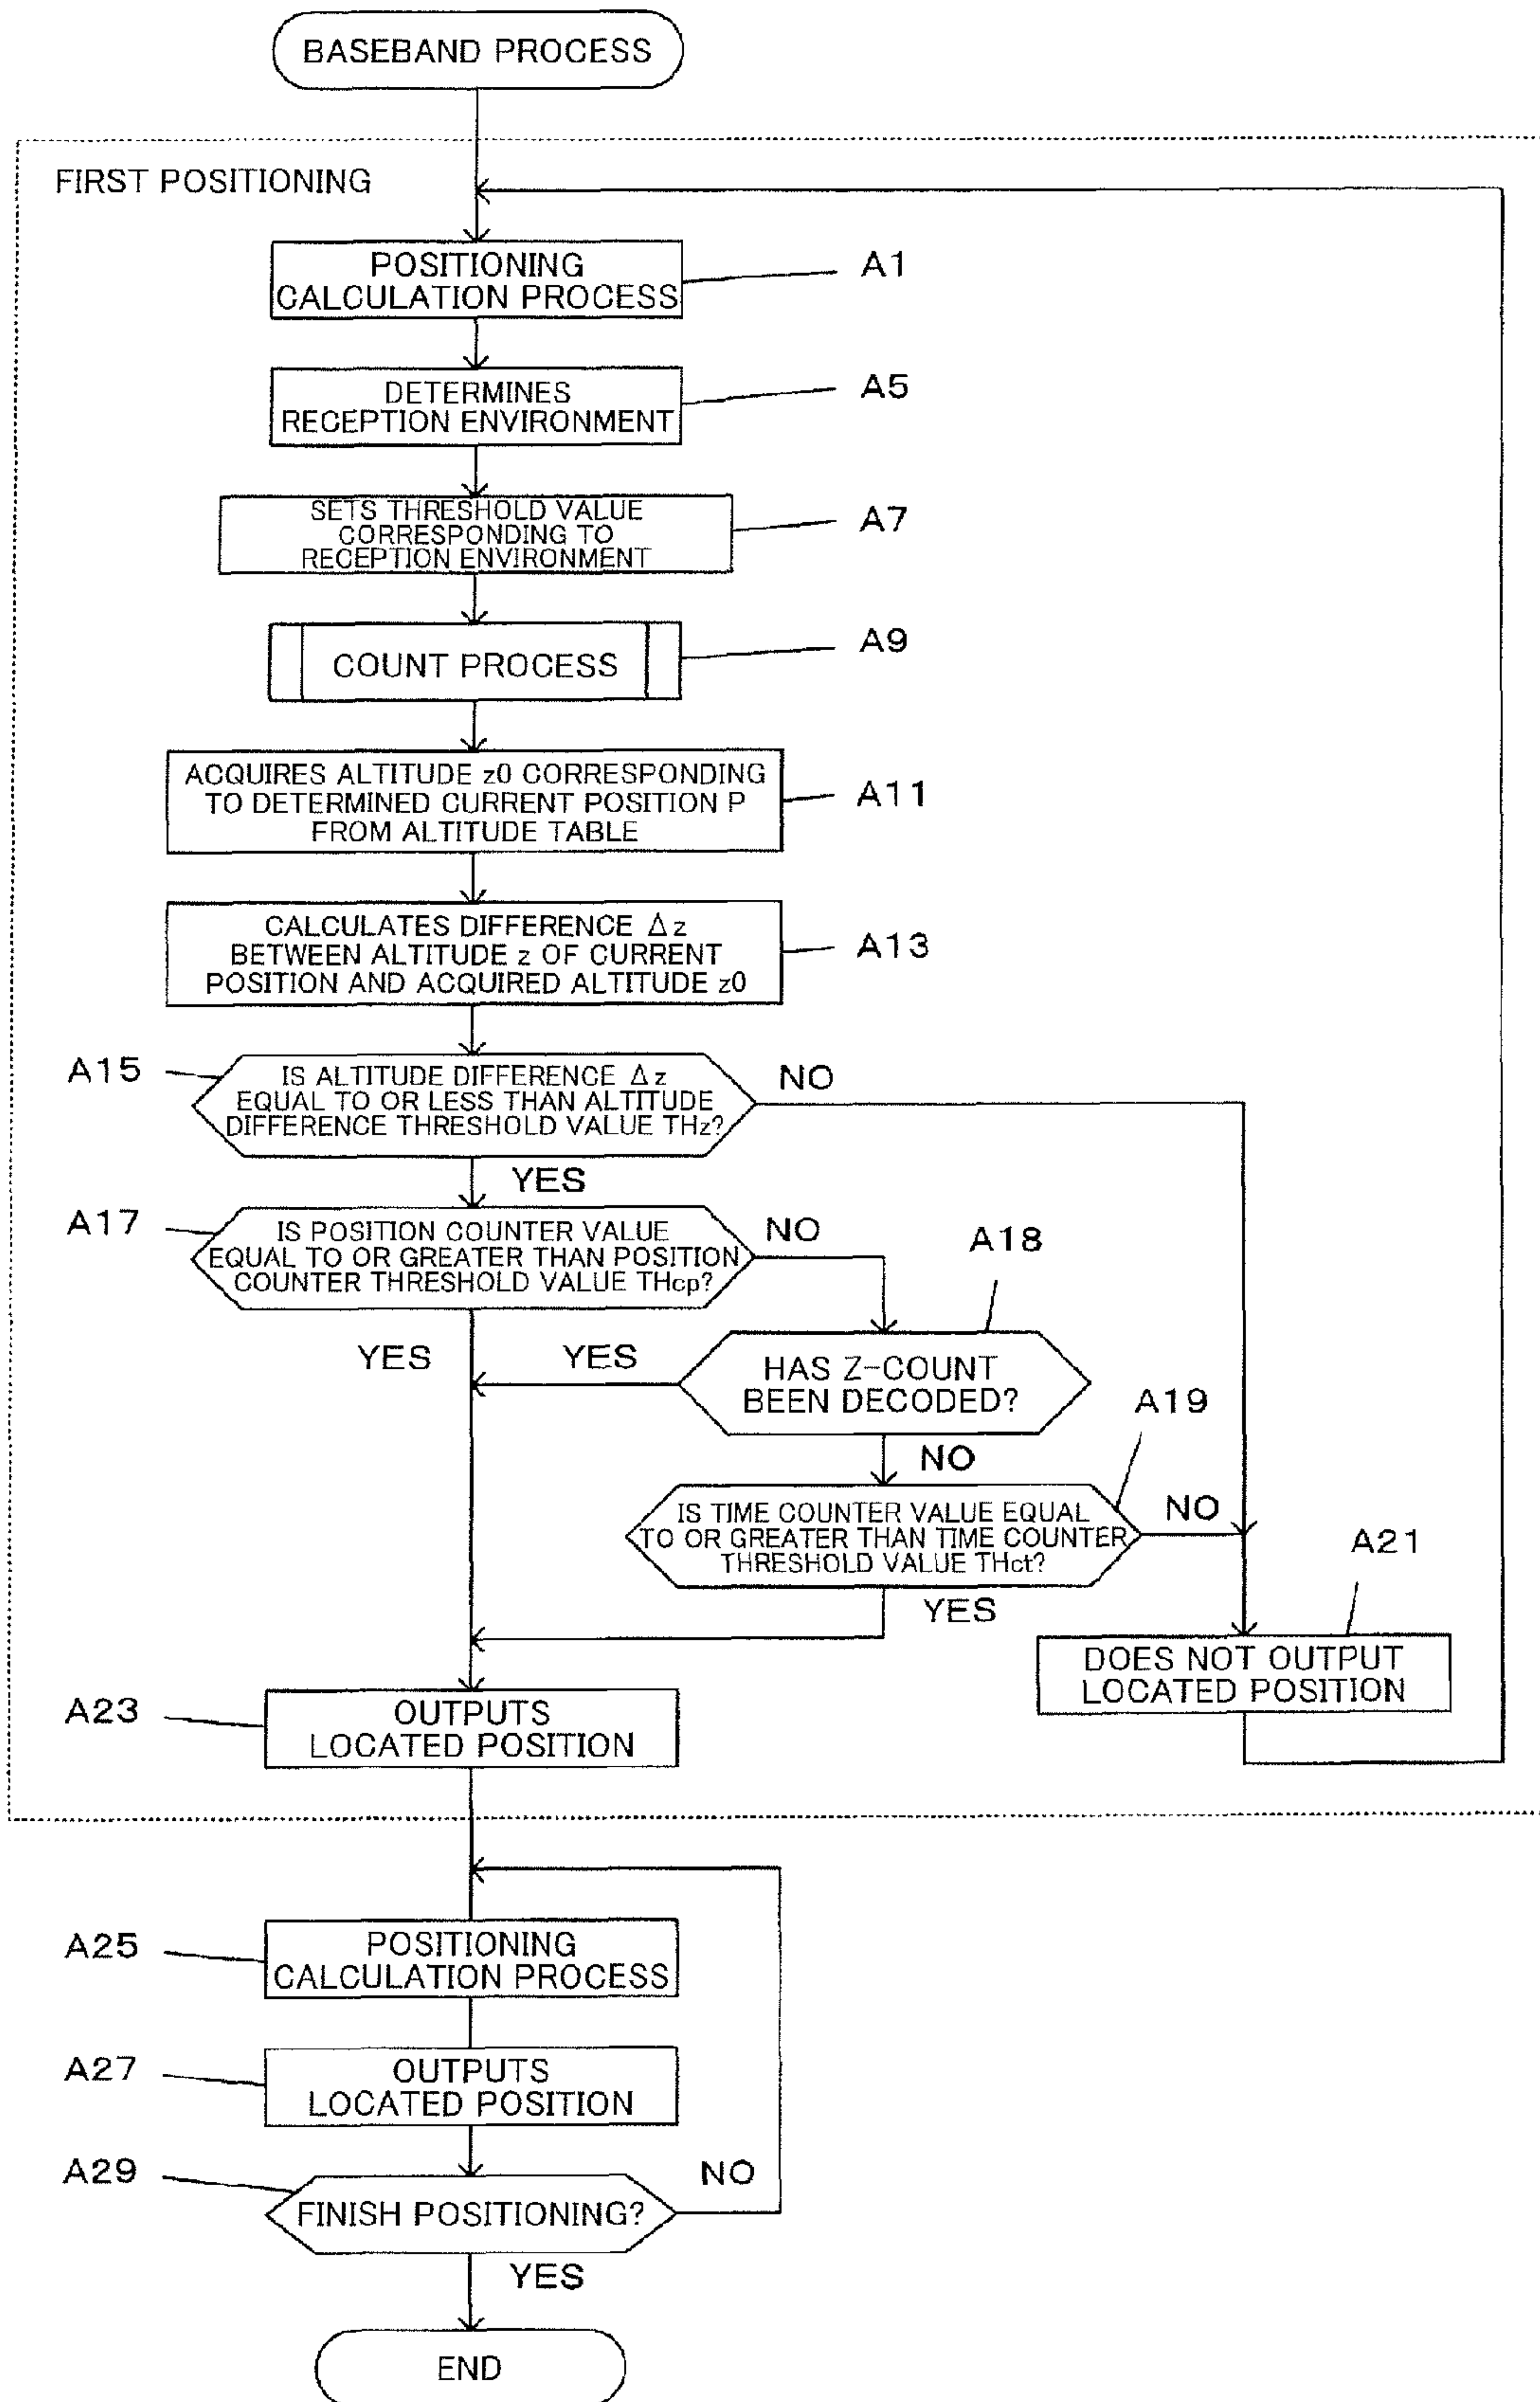 BASEBAND PROCESS
FIRST POSITIONING
POSITIONING
CALCULATION PROCESS
A1
DETERMINES
RECEPTION ENVIRONMENT
A5
SETS THRESHOLD VALUE
CORRESPONDING TO
RECEPTION ENVIRONMENT
A7
COUNT PROCESS
A9
ACQUIRES ALTITUDE z0 CORRESPONDING
TO DETERMINED CURRENT POSITION P
FROM ALTITUDE TABLE
A11
CALCULATES DIFFERENCE Δz
BETWEEN ALTITUDE z OF CURRENT
POSITION AND ACQUIRED ALTITUDE z0
A13
A15
IS ALTITUDE DIFFERENCE Δz
EQUAL TO OR LESS THAN ALTITUDE
DIFFERENCE THRESHOLD VALUE THz?
NO
YES
A17
IS POSITION COUNTER VALUE
EQUAL TO OR GREATER THAN POSITION
COUNTER THRESHOLD VALUE THcp?
NO
A18
YES
YES
HAS Z-COUNT
BEEN DECODED?
A19
NO
IS TIME COUNTER VALUE EQUAL
TO OR GREATER THAN TIME COUNTER
THRESHOLD VALUE THct?
NO
A21
YES
DOES NOT OUTPUT
LOCATED POSITION
A23
OUTPUTS
LOCATED POSITION
A25
POSITIONING
CALCULATION PROCESS
A27
OUTPUTS
LOCATED POSITION
A29
FINISH POSITIONING?
NO
YES
END